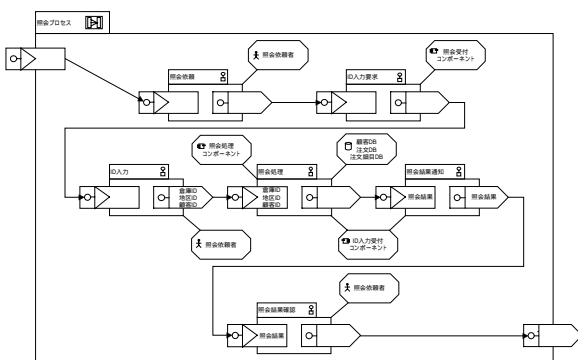 照会プロセス
照会依頼者
照会受付
コンポーネント
照会依頼
ID入力要求
照会処理
コンポーネント
顧客DB
注文DB
注文細目DB
ID入力
照会処理
照会結果通知
倉庫ID
地区ID
顧客ID
倉庫ID
地区ID
顧客ID
照会結果
照会結果
照会依頼者
ID入力受付
コンポーネント
照会依頼者
照会結果確認
照会結果